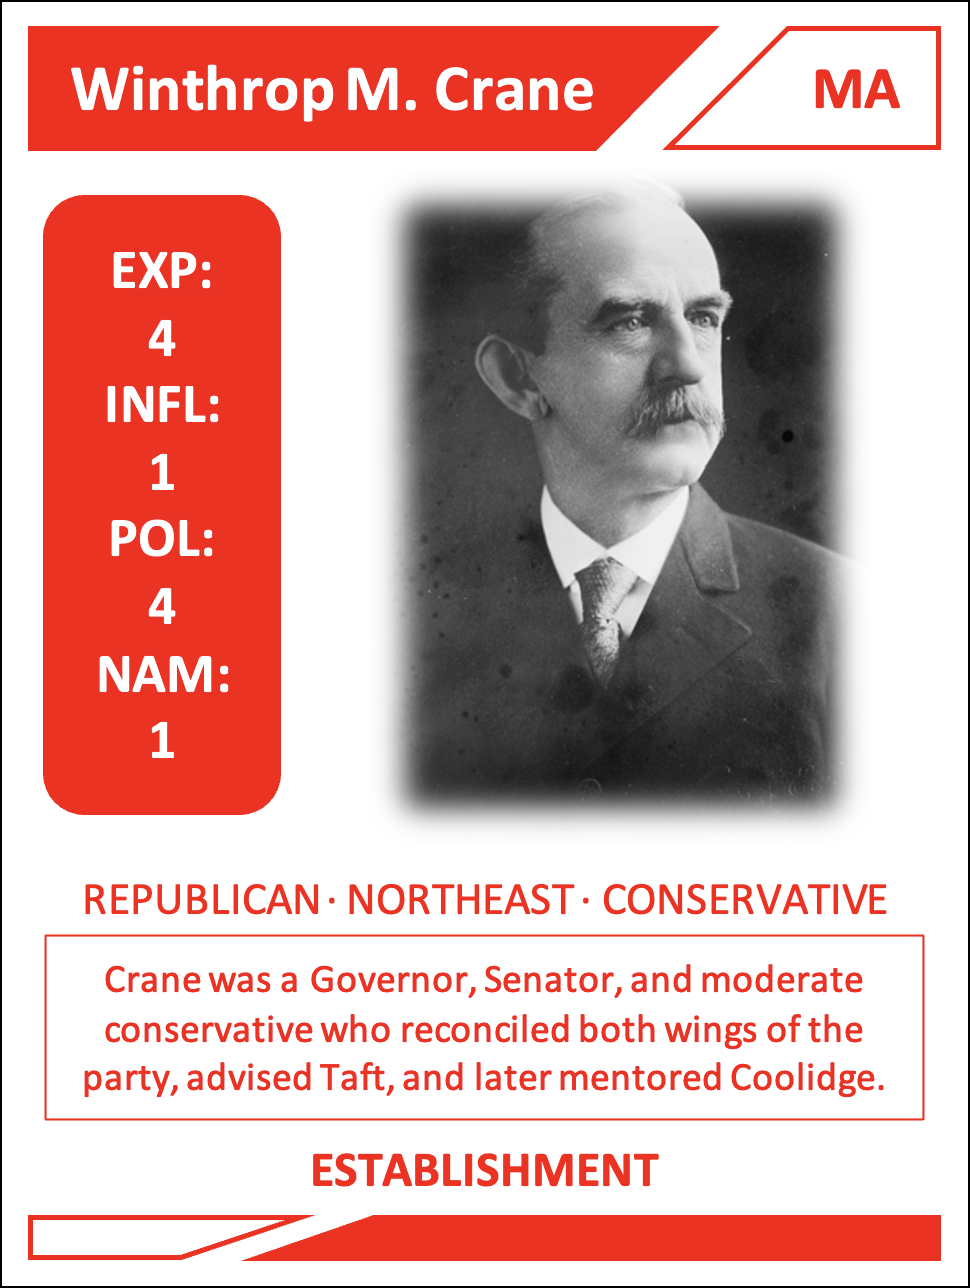 Winthrop M. Crane
MA
EXP:
4
INFL:
1
POL:
4
NAM:
1
REPUBLICAN · NORTHEAST · CONSERVATIVE
Crane was a Governor, Senator, and moderate
conservative who reconciled both wings of the
party, advised Taft, and later mentored Coolidge.
ESTABLISHMENT